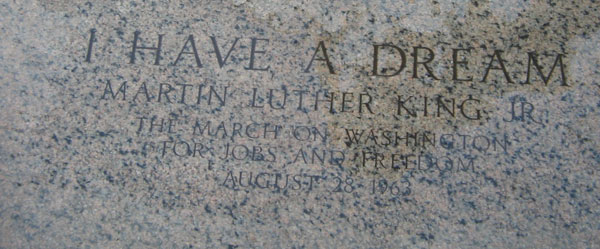 I HAVE A DREAM
MARTIN LUTHER KING, JR.
THE MARCH ON WASHINGTON
FOR JOBS AND FREEDOM
AUGUST 28, 1963